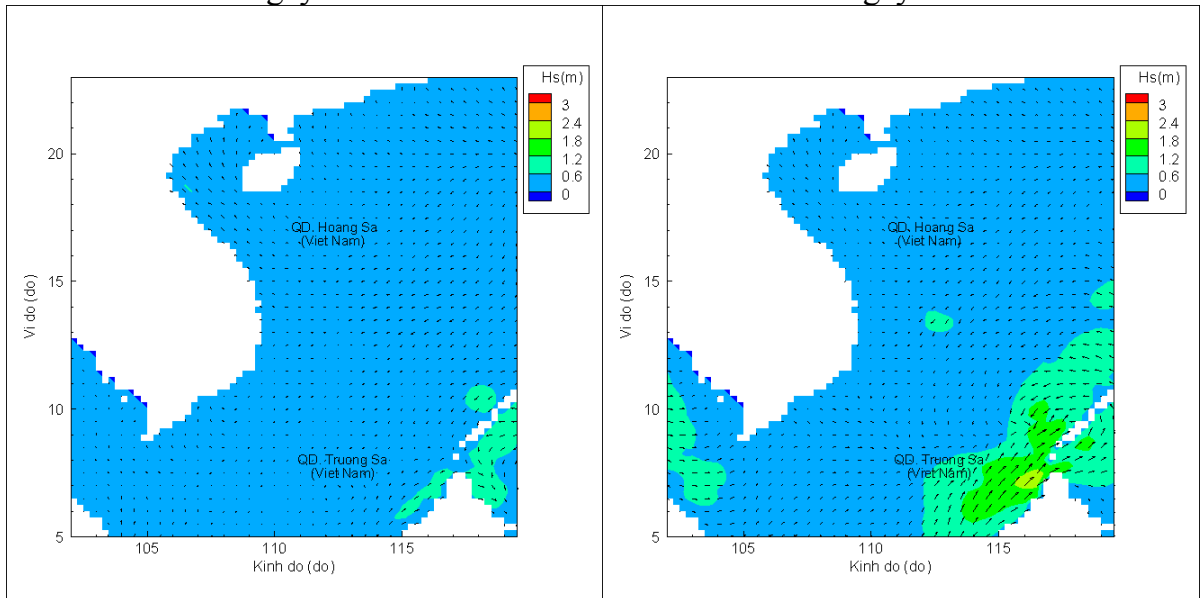 Hs(m)
3
2.4
1.8
1.2
0.6
0
20
15
10
5
105
110
115
Vi do (do)
Kinh do (do)
QD. Hoang Sa
(Viet Nam)
QD. Truong Sa
(Viet Nam)
Hs(m)
3
2.4
1.8
1.2
0.6
0
20
15
10
5
105
110
115
Vi do (do)
Kinh do (do)
QD. Hoang Sa
(Viet Nam)
QD. Truong Sa
(Viet Nam)